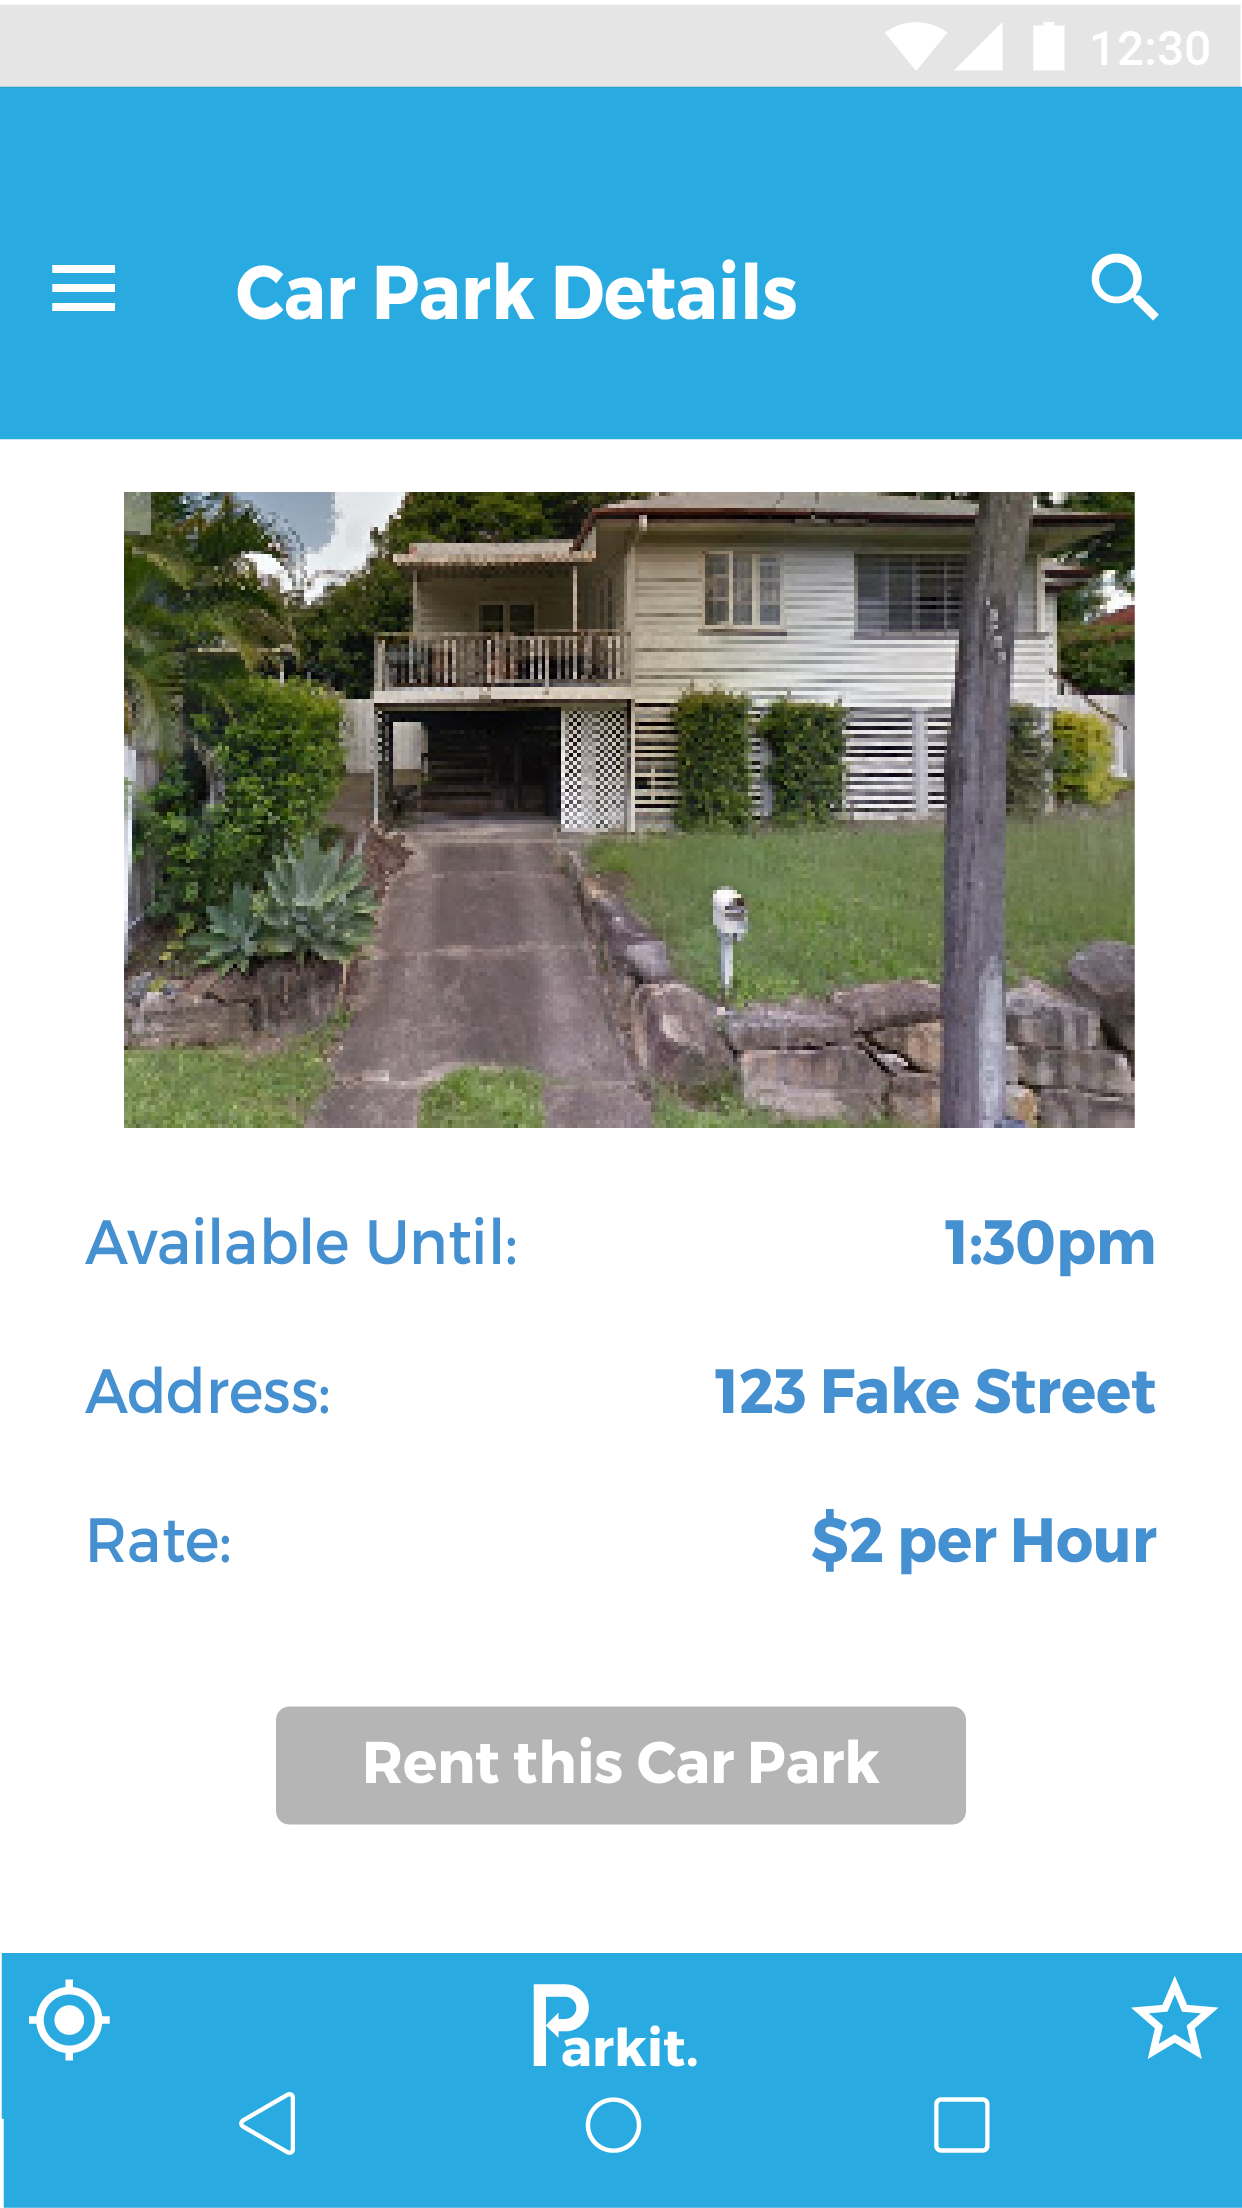 12:30
Car Park Details
Available Until: 1:30pm
Address: 123 Fake Street
Rate: $2 per Hour
Rent this Car Park
Parkit.